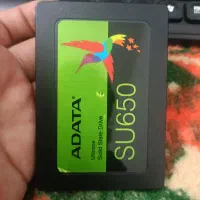 ADATA
Ultimate
Solid State Drive
SU650